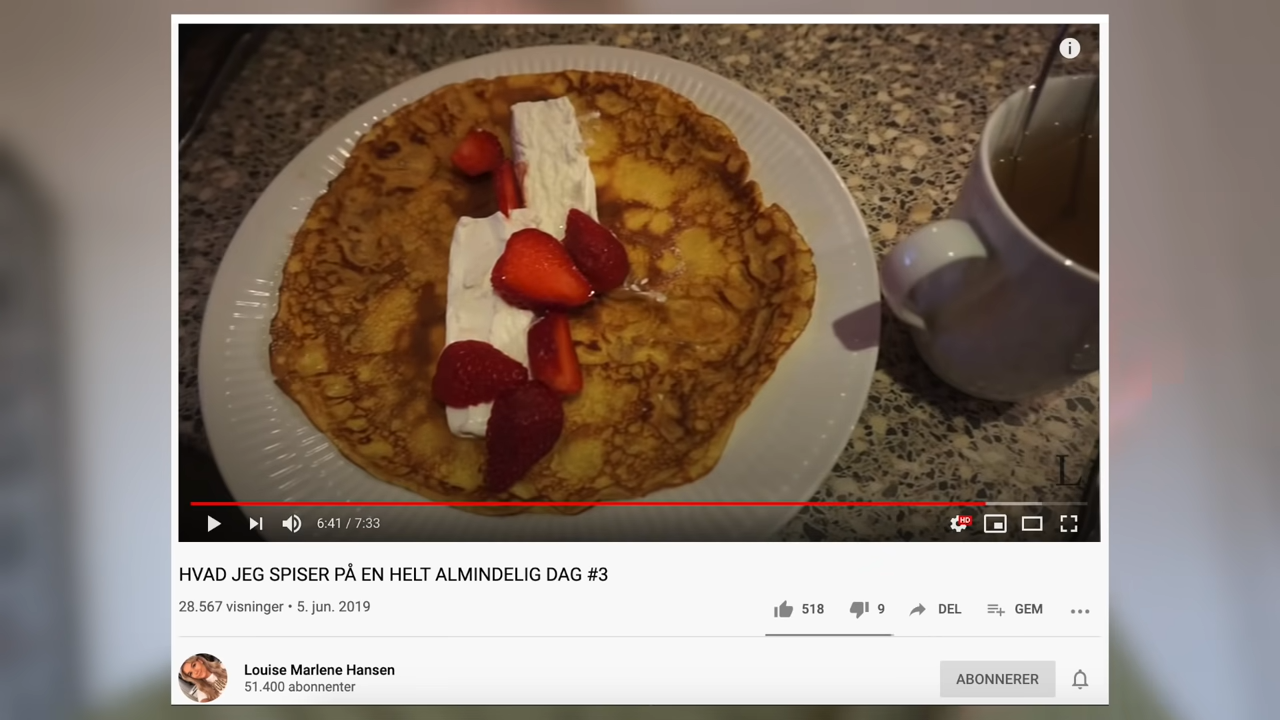 i
L
6:41 / 7:33
HD
HVAD JEG SPISER PÅ EN HELT ALMINDELIG DAG #3
28.567 visninger • 5. jun. 2019
518 9 DEL GEM
Louise Marlene Hansen
51.400 abonnenter
ABONNERER